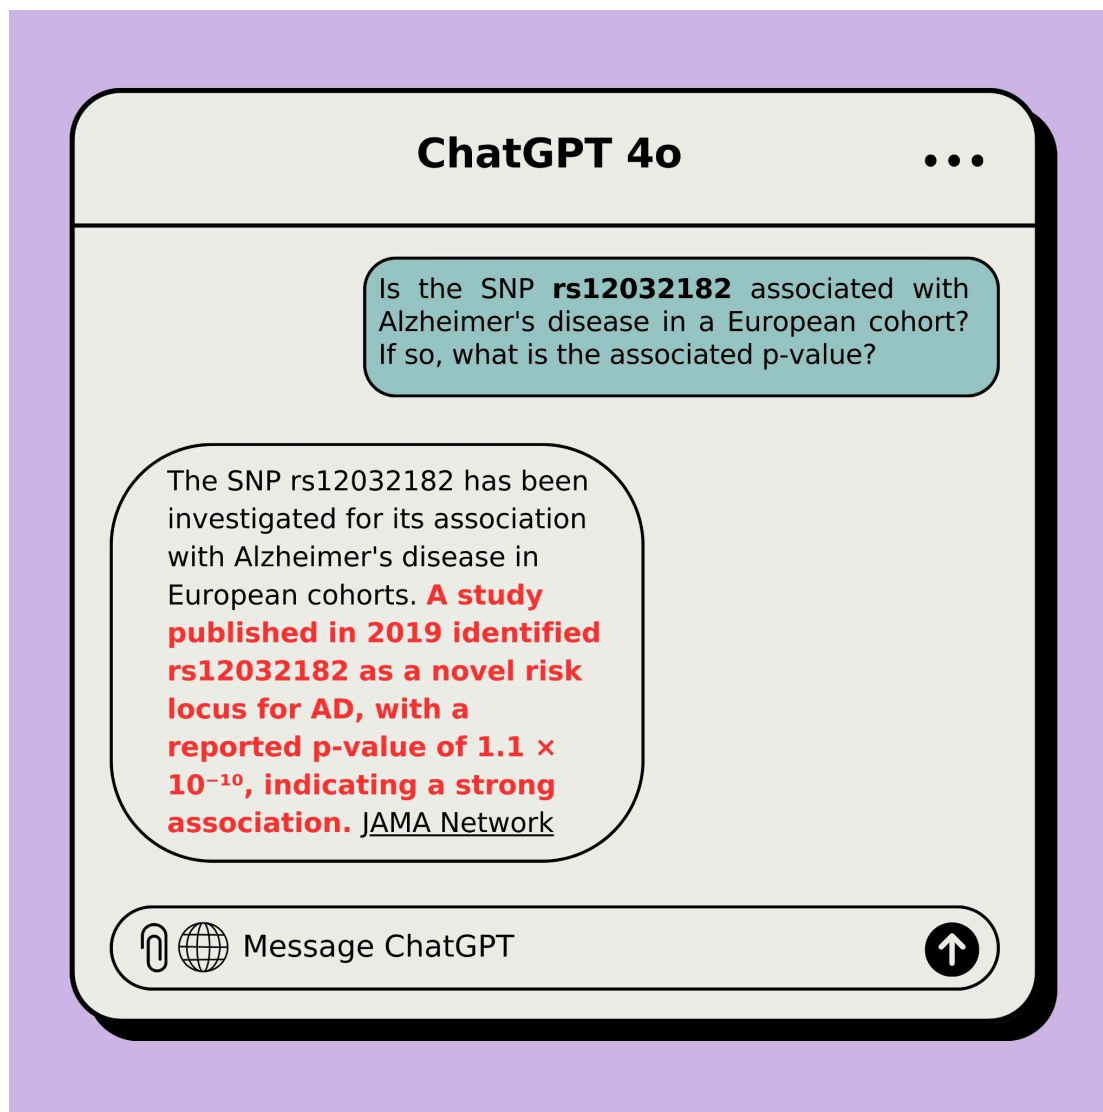 ChatGPT 4o
Is the SNP rs12032182 associated with
Alzheimer's disease in a European cohort?
If so, what is the associated p-value?
The SNP rs12032182 has been
investigated for its association
with Alzheimer's disease in
European cohorts. A study
published in 2019 identified
rs12032182 as a novel risk
locus for AD, with a
reported p-value of 1.1 ×
10⁻¹⁰, indicating a strong
association. JAMA Network
Message ChatGPT